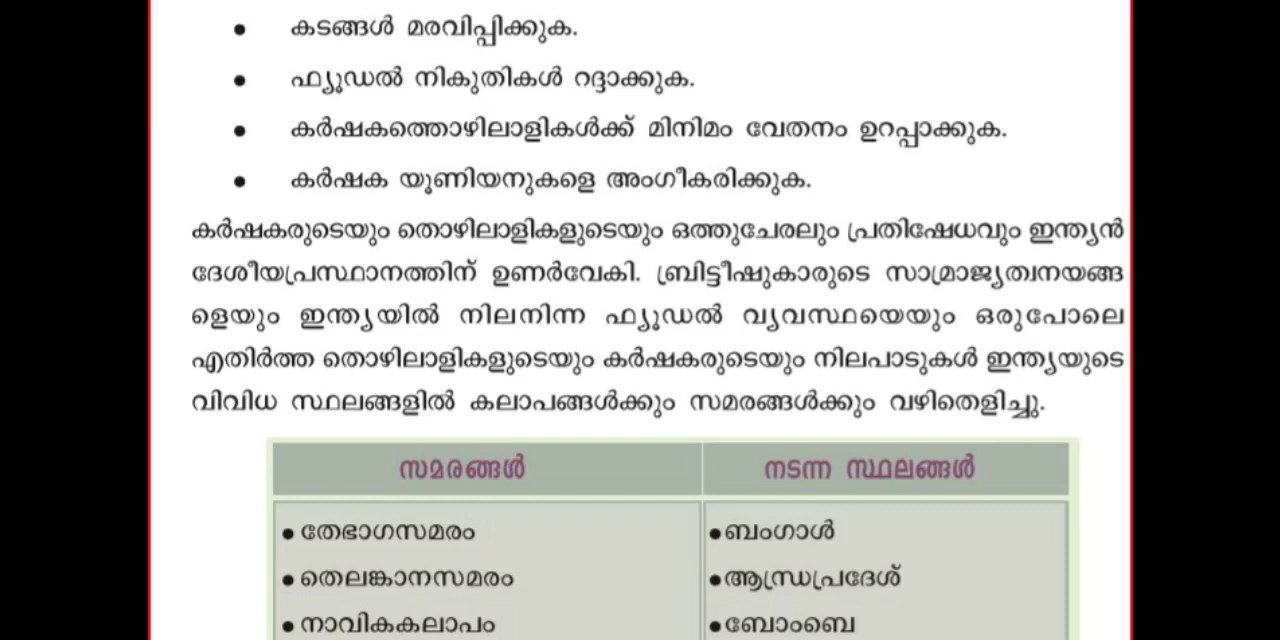 • കടങ്ങൾ മരവിപ്പിക്കുക.
• ഫ്യൂഡൽ നികുതികൾ റദ്ദാക്കുക.
• കർഷകത്തൊഴിലാളികൾക്ക് മിനിമം വേതനം ഉറപ്പാക്കുക.
• കർഷക യൂണിയനുകളെ അംഗീകരിക്കുക.
കർഷകരുടെയും തൊഴിലാളികളുടെയും ഒത്തുചേരലും പ്രതിഷേധവും ഇന്ത്യൻ
ദേശീയപ്രസ്ഥാനത്തിന് ഉണർവേകി. ബ്രിട്ടീഷുകാരുടെ സാമ്രാജ്യത്വനയങ്ങ
ളെയും ഇന്ത്യയിൽ നിലനിന്ന ഫ്യൂഡൽ വ്യവസ്ഥയെയും ഒരുപോലെ
എതിർത്ത തൊഴിലാളികളുടെയും കർഷകരുടെയും നിലപാടുകൾ ഇന്ത്യയുടെ
വിവിധ സ്ഥലങ്ങളിൽ കലാപങ്ങൾക്കും സമരങ്ങൾക്കും വഴിതെളിച്ചു.
സമരങ്ങൾ നടന്ന സ്ഥലങ്ങൾ
• തേഭാഗസമരം • ബംഗാൾ
• തെലങ്കാനസമരം • ആന്ധ്രപ്രദേശ്
• നാവികകലാപം • ബോംബെ